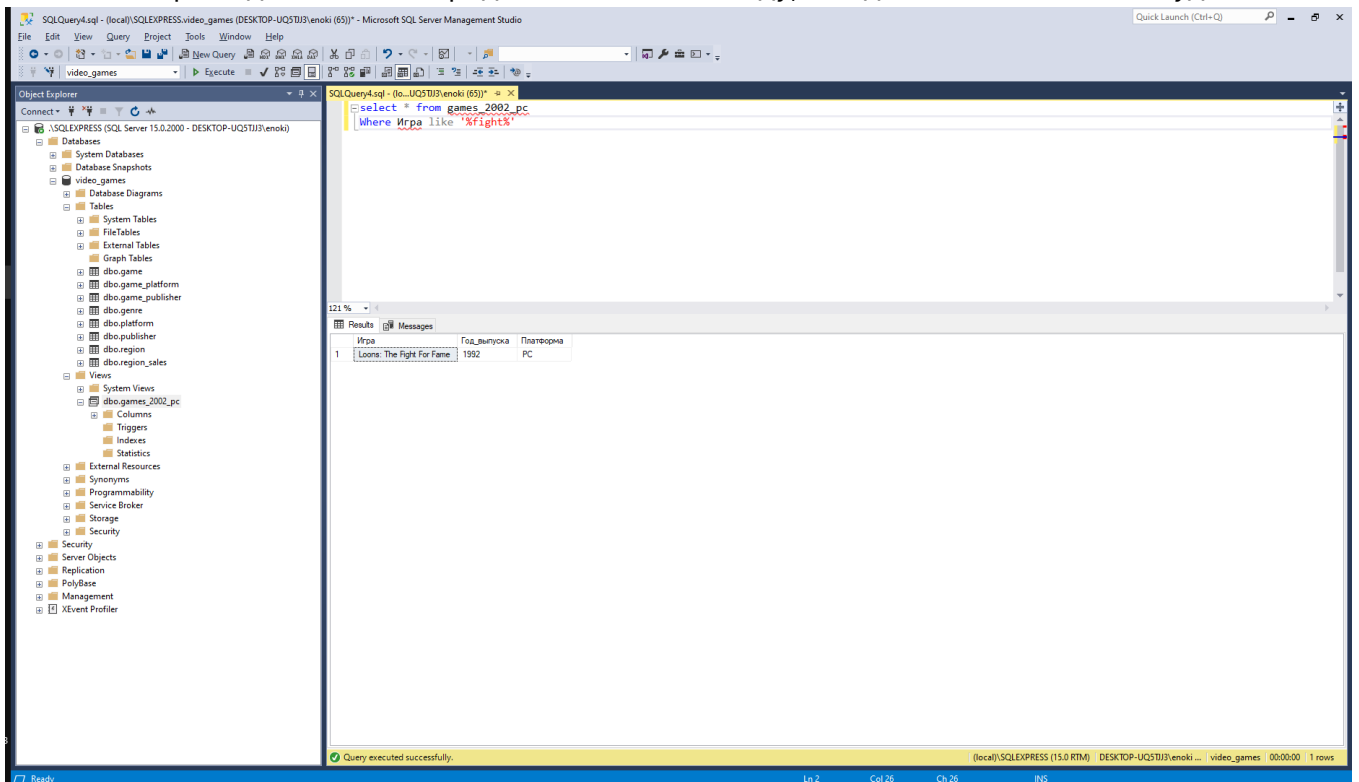 SQLQuery4.sql - (local)\SQLEXPRESS.video_games (DESKTOP-UQ5TJJ3\enoki (65))* - Microsoft SQL Server Management Studio
Quick Launch (Ctrl+Q)
File Edit View Query Project Tools Window Help
New Query
video_games
Execute
Object Explorer
Connect
.\SQLEXPRESS (SQL Server 15.0.2000 - DESKTOP-UQ5TJJ3\enoki)
Databases
System Databases
Database Snapshots
video_games
Database Diagrams
Tables
System Tables
FileTables
External Tables
Graph Tables
dbo.game
dbo.game_platform
dbo.game_publisher
dbo.genre
dbo.platform
dbo.publisher
dbo.region
dbo.region_sales
Views
System Views
dbo.games_2002_pc
Columns
Triggers
Indexes
Statistics
External Resources
Synonyms
Programmability
Service Broker
Storage
Security
Security
Server Objects
Replication
PolyBase
Management
XEvent Profiler
SQLQuery4.sql - (lo...UQ5TJJ3\enoki (65))*
select * from games_2002_pc
Where Игра like '%fight%'
121 %
Results Messages
Игра Год_выпуска Платформа
1 Loons: The Fight For Fame 1992 PC
Query executed successfully.
(local)\SQLEXPRESS (15.0 RTM) DESKTOP-UQ5TJJ3\enoki ... video_games 00:00:00 1 rows
Ready Ln 2 Col 26 Ch 26 INS